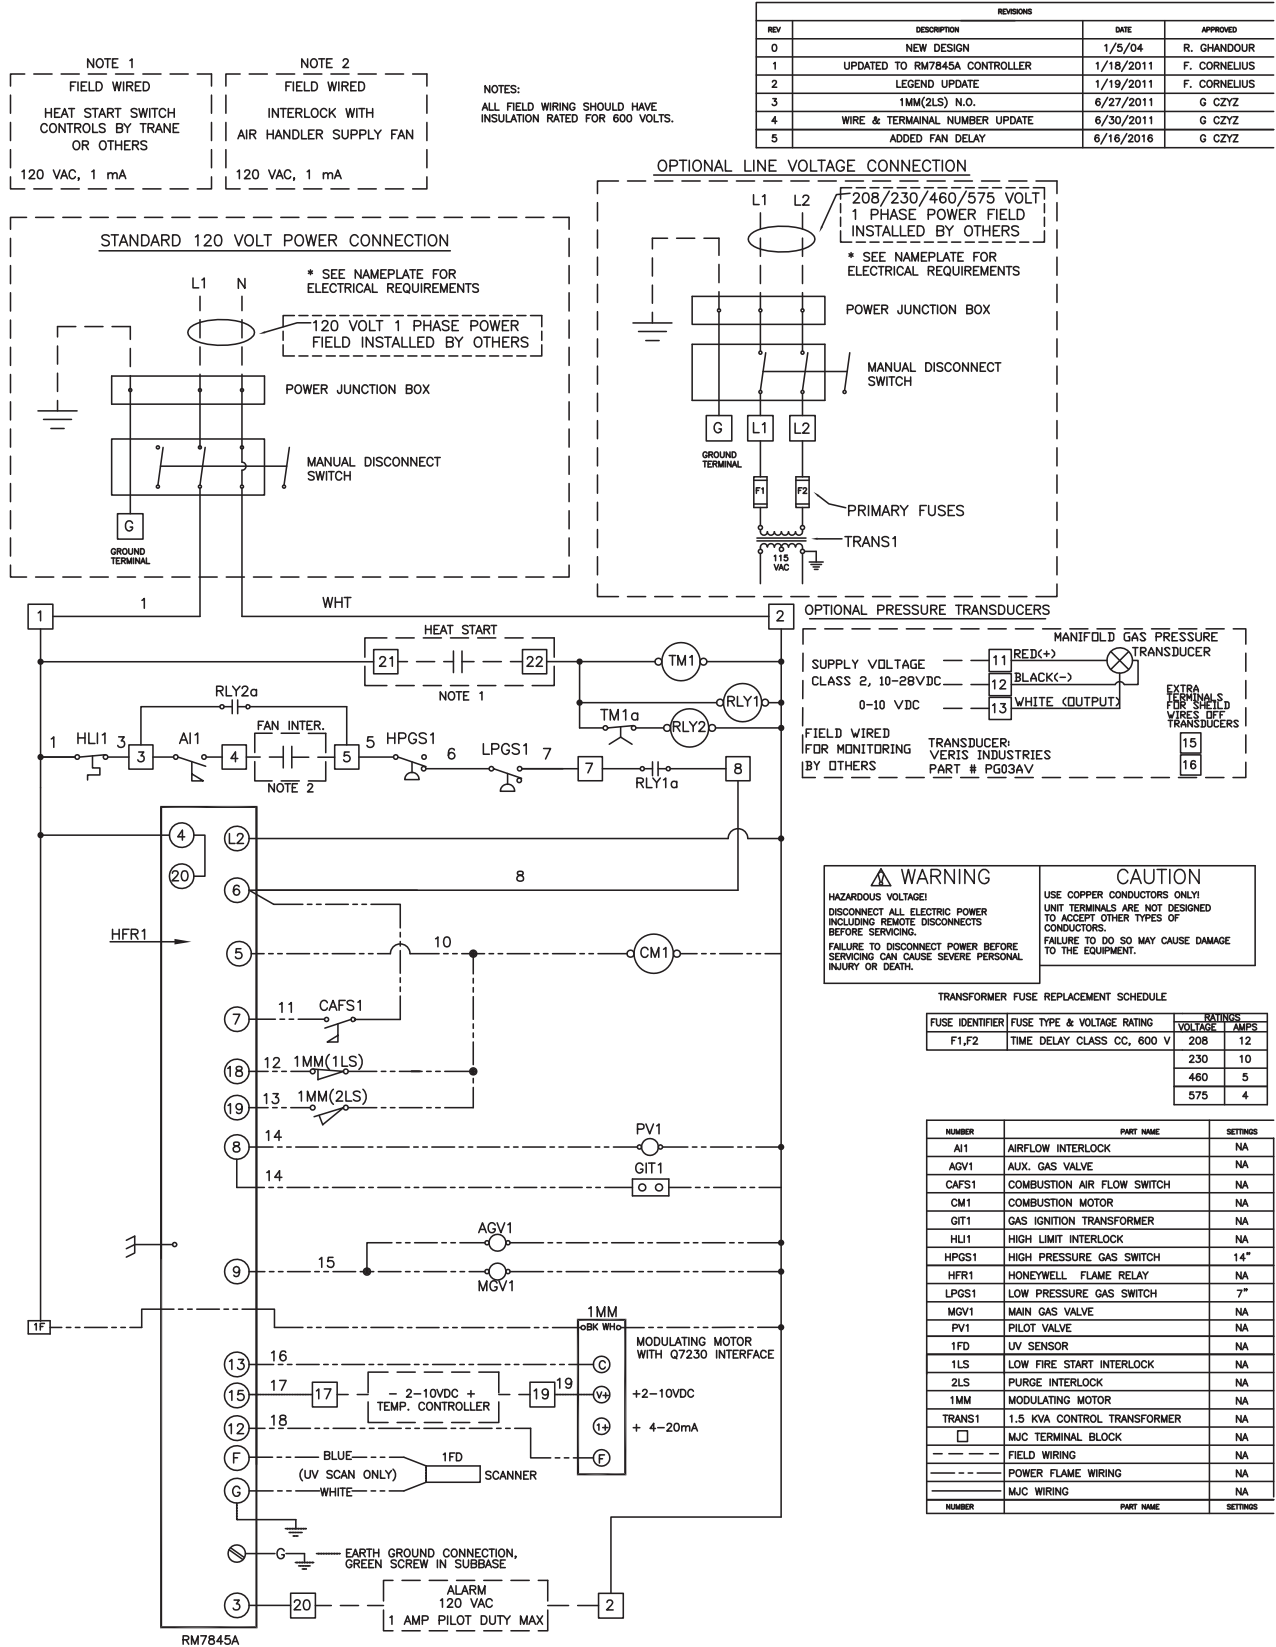 REVISIONS
REV DESCRIPTION DATE APPROVED
0 NEW DESIGN 1/5/04 R. GHANDOUR
1 UPDATED TO RM7845A CONTROLLER 1/18/2011 F. CORNELIUS
2 LEGEND UPDATE 1/19/2011 F. CORNELIUS
3 1MM(2LS) N.O. 6/27/2011 G CZYZ
4 WIRE & TERMAINAL NUMBER UPDATE 6/30/2011 G CZYZ
5 ADDED FAN DELAY 6/16/2016 G CZYZ
NOTE 1
FIELD WIRED
HEAT START SWITCH
CONTROLS BY TRANE
OR OTHERS
120 VAC, 1 mA
NOTE 2
FIELD WIRED
INTERLOCK WITH
AIR HANDLER SUPPLY FAN
120 VAC, 1 mA
NOTES:
ALL FIELD WIRING SHOULD HAVE
INSULATION RATED FOR 600 VOLTS.
STANDARD 120 VOLT POWER CONNECTION
L1 N
* SEE NAMEPLATE FOR
ELECTRICAL REQUIREMENTS
120 VOLT 1 PHASE POWER
FIELD INSTALLED BY OTHERS
POWER JUNCTION BOX
MANUAL DISCONNECT
SWITCH
G
GROUND
TERMINAL
OPTIONAL LINE VOLTAGE CONNECTION
L1 L2
208/230/460/575 VOLT
1 PHASE POWER FIELD
INSTALLED BY OTHERS
* SEE NAMEPLATE FOR
ELECTRICAL REQUIREMENTS
POWER JUNCTION BOX
MANUAL DISCONNECT
SWITCH
G L1 L2
GROUND
TERMINAL
F1 F2
PRIMARY FUSES
TRANS1
115
VAC
1 1 WHT 2
HEAT START
21 22
NOTE 1
TM1
RLY1
TM1a RLY2
RLY2a
FAN INTER.
1 HLI1 3 3 AI1 4 5 5 HPGS1 6 LPGS1 7 7 RLY1a 8
NOTE 2
OPTIONAL PRESSURE TRANSDUCERS
MANIFOLD GAS PRESSURE
TRANSDUCER
SUPPLY VOLTAGE
CLASS 2, 10-28VDC
0-10 VDC
11 RED(+)
12 BLACK(-)
13 WHITE (OUTPUT)
FIELD WIRED
FOR MONITORING
BY OTHERS
TRANSDUCER:
VERIS INDUSTRIES
PART # PG03AV
EXTRA
TERMINALS
FOR SHEILD
WIRES OFF
TRANSDUCERS
15
16
4 L2
20 6 8
HFR1
5 10 CM1
7 11 CAFS1
18 12 1MM(1LS)
19 13 1MM(2LS)
8 14 PV1
14 GIT1
AGV1
9 15 MGV1
1F
1MM
BK WH
MODULATING MOTOR
WITH Q7230 INTERFACE
13 16 C
15 17 17 - 2-10VDC + 19 19 V+ +2-10VDC
TEMP. CONTROLLER
12 18 1+ + 4-20mA
F BLUE 1FD F
(UV SCAN ONLY) SCANNER
G WHITE
G EARTH GROUND CONNECTION,
GREEN SCREW IN SUBBASE
3 20 ALARM 2
120 VAC
1 AMP PILOT DUTY MAX
RM7845A
WARNING
HAZARDOUS VOLTAGE!
DISCONNECT ALL ELECTRIC POWER
INCLUDING REMOTE DISCONNECTS
BEFORE SERVICING.
FAILURE TO DISCONNECT POWER BEFORE
SERVICING CAN CAUSE SEVERE PERSONAL
INJURY OR DEATH.
CAUTION
USE COPPER CONDUCTORS ONLY!
UNIT TERMINALS ARE NOT DESIGNED
TO ACCEPT OTHER TYPES OF
CONDUCTORS.
FAILURE TO DO SO MAY CAUSE DAMAGE
TO THE EQUIPMENT.
TRANSFORMER FUSE REPLACEMENT SCHEDULE
FUSE IDENTIFIER FUSE TYPE & VOLTAGE RATING RATINGS
VOLTAGE AMPS
F1,F2 TIME DELAY CLASS CC, 600 V 208 12
230 10
460 5
575 4
NUMBER PART NAME SETTINGS
AI1 AIRFLOW INTERLOCK NA
AGV1 AUX. GAS VALVE NA
CAFS1 COMBUSTION AIR FLOW SWITCH NA
CM1 COMBUSTION MOTOR NA
GIT1 GAS IGNITION TRANSFORMER NA
HLI1 HIGH LIMIT INTERLOCK NA
HPGS1 HIGH PRESSURE GAS SWITCH 14"
HFR1 HONEYWELL FLAME RELAY NA
LPGS1 LOW PRESSURE GAS SWITCH 7"
MGV1 MAIN GAS VALVE NA
PV1 PILOT VALVE NA
1FD UV SENSOR NA
1LS LOW FIRE START INTERLOCK NA
2LS PURGE INTERLOCK NA
1MM MODULATING MOTOR NA
TRANS1 1.5 KVA CONTROL TRANSFORMER NA
MJC TERMINAL BLOCK NA
FIELD WIRING NA
POWER FLAME WIRING NA
MJC WIRING NA
NUMBER PART NAME SETTINGS